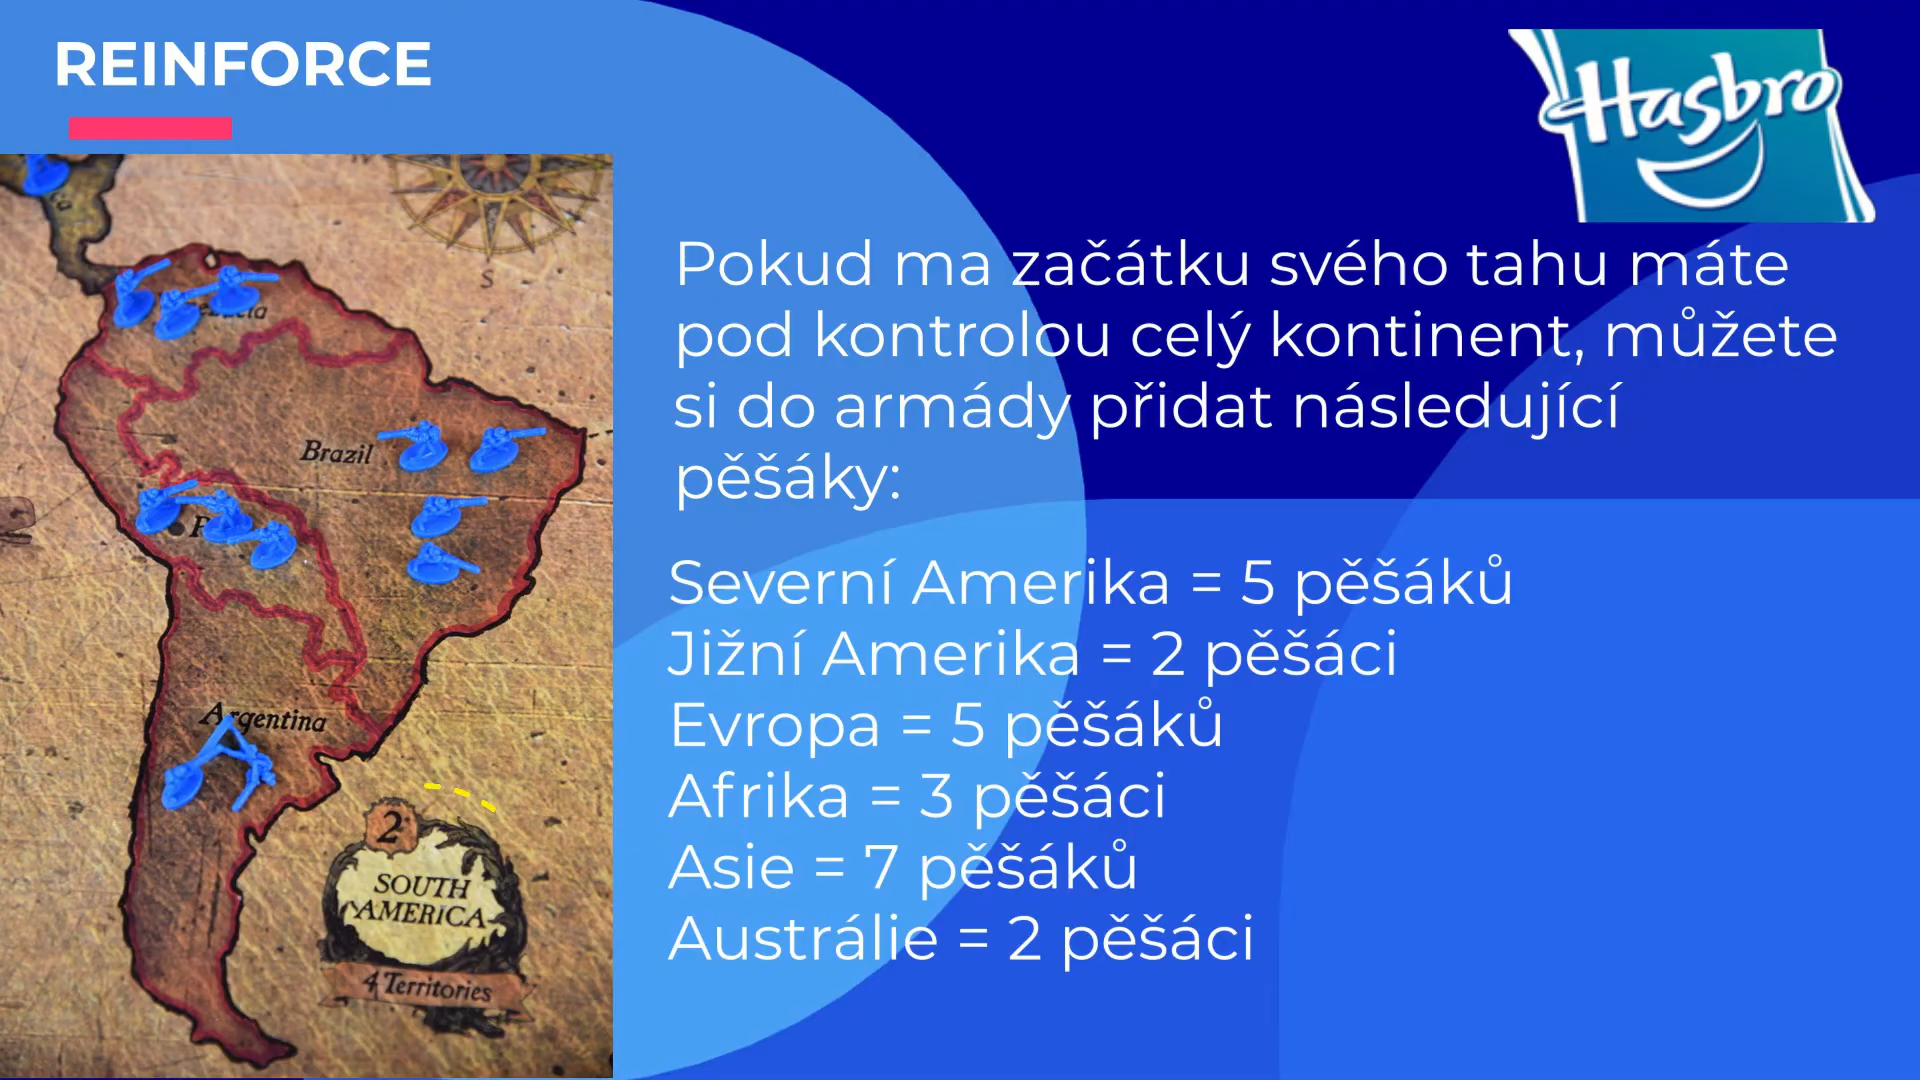 REINFORCE
Hasbro
S
Brazil
Argentina
2
SOUTH
AMERICA
4 Territories
Pokud ma začátku svého tahu máte
pod kontrolou celý kontinent, můžete
si do armády přidat následující
pěšáky:
Severní Amerika = 5 pěšáků
Jižní Amerika = 2 pěšáci
Evropa = 5 pěšáků
Afrika = 3 pěšáci
Asie = 7 pěšáků
Austrálie = 2 pěšáci